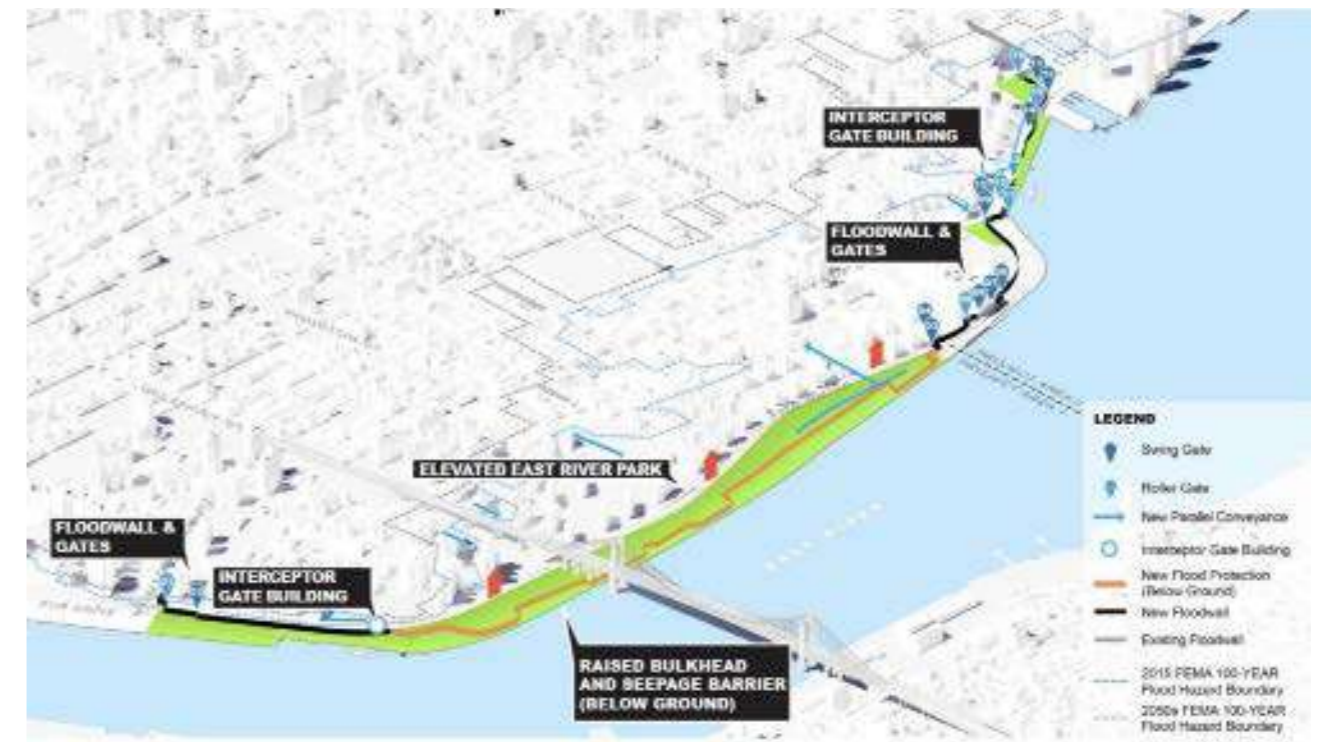 INTERCEPTOR
GATE BUILDING
FLOODWALL &
GATES
ELEVATED EAST RIVER PARK
FLOODWALL &
GATES
INTERCEPTOR
GATE BUILDING
RAISED BULKHEAD
AND SEEPAGE BARRIER
(BELOW GROUND)
LEGEND
Swing Gate
Roller Gate
New Parallel Conveyance
Interceptor Gate Building
New Flood Protection
(Below Ground)
New Floodwall
Existing Floodwall
2015 FEMA 100-YEAR
Flood Hazard Boundary
2050s FEMA 100-YEAR
Flood Hazard Boundary